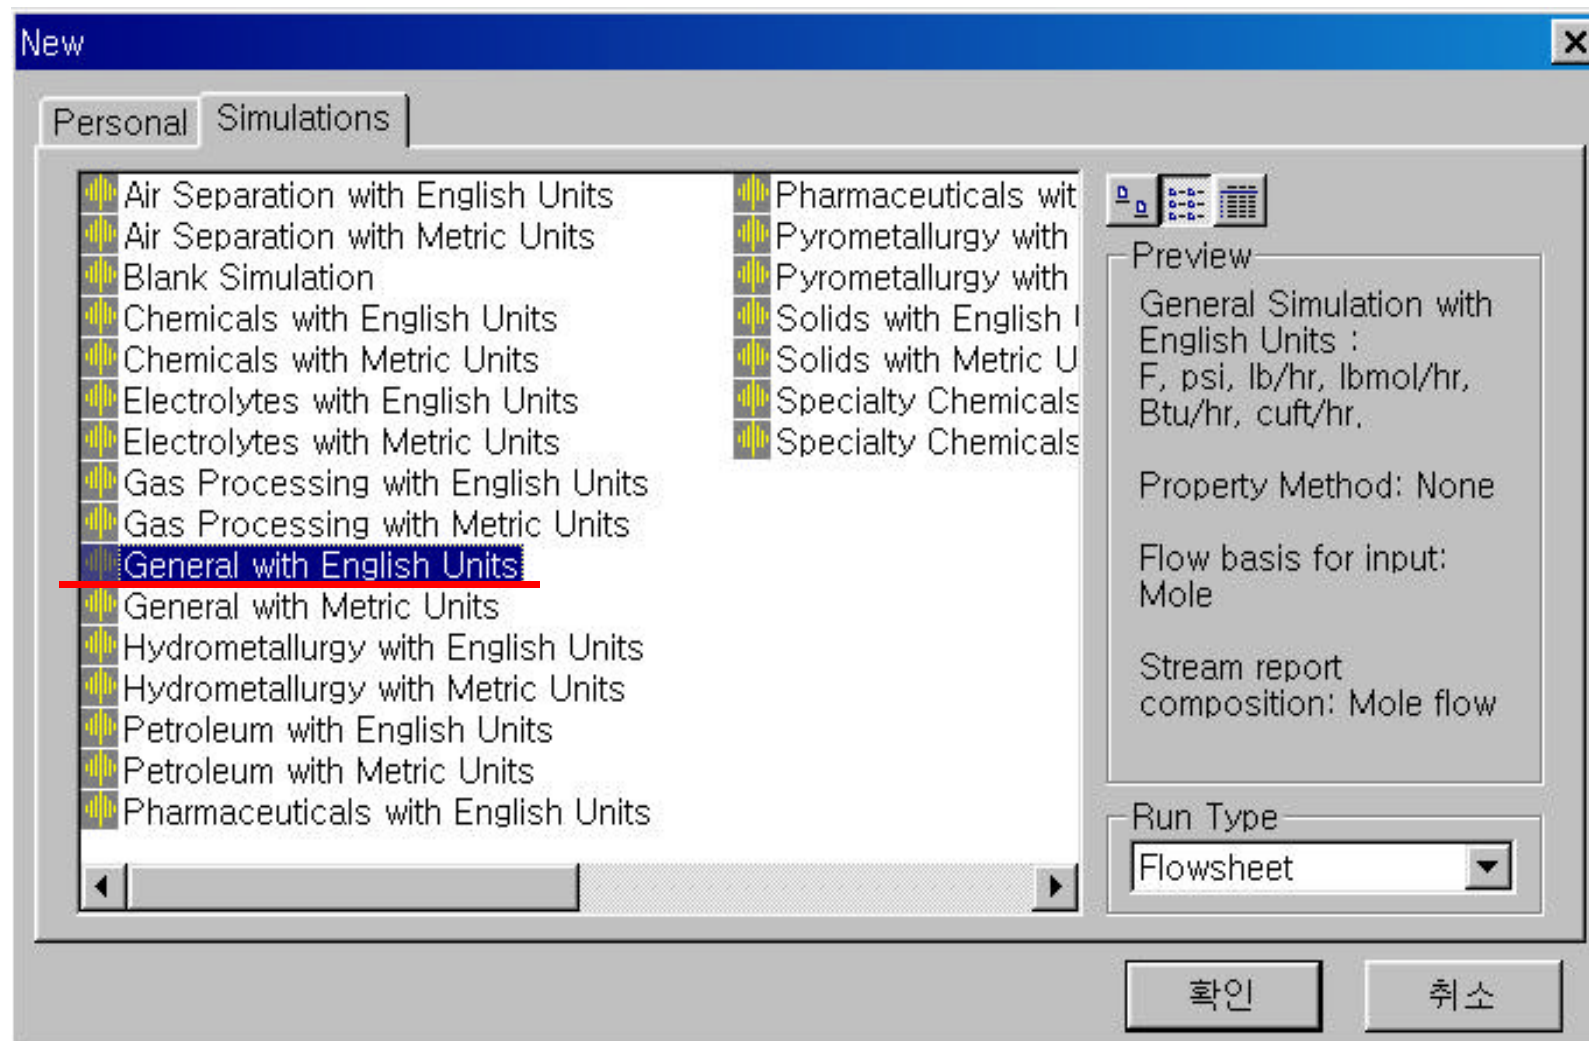 New
Personal
Simulations
Air Separation with English Units
Air Separation with Metric Units
Blank Simulation
Chemicals with English Units
Chemicals with Metric Units
Electrolytes with English Units
Electrolytes with Metric Units
Gas Processing with English Units
Gas Processing with Metric Units
General with English Units
General with Metric Units
Hydrometallurgy with English Units
Hydrometallurgy with Metric Units
Petroleum with English Units
Petroleum with Metric Units
Pharmaceuticals with English Units
Pharmaceuticals wit
Pyrometallurgy with
Pyrometallurgy with
Solids with English
Solids with Metric U
Specialty Chemicals
Specialty Chemicals
Preview
General Simulation with
English Units :
F, psi, lb/hr, lbmol/hr,
Btu/hr, cuft/hr,
Property Method: None
Flow basis for input:
Mole
Stream report
composition: Mole flow
Run Type
Flowsheet
확인
취소